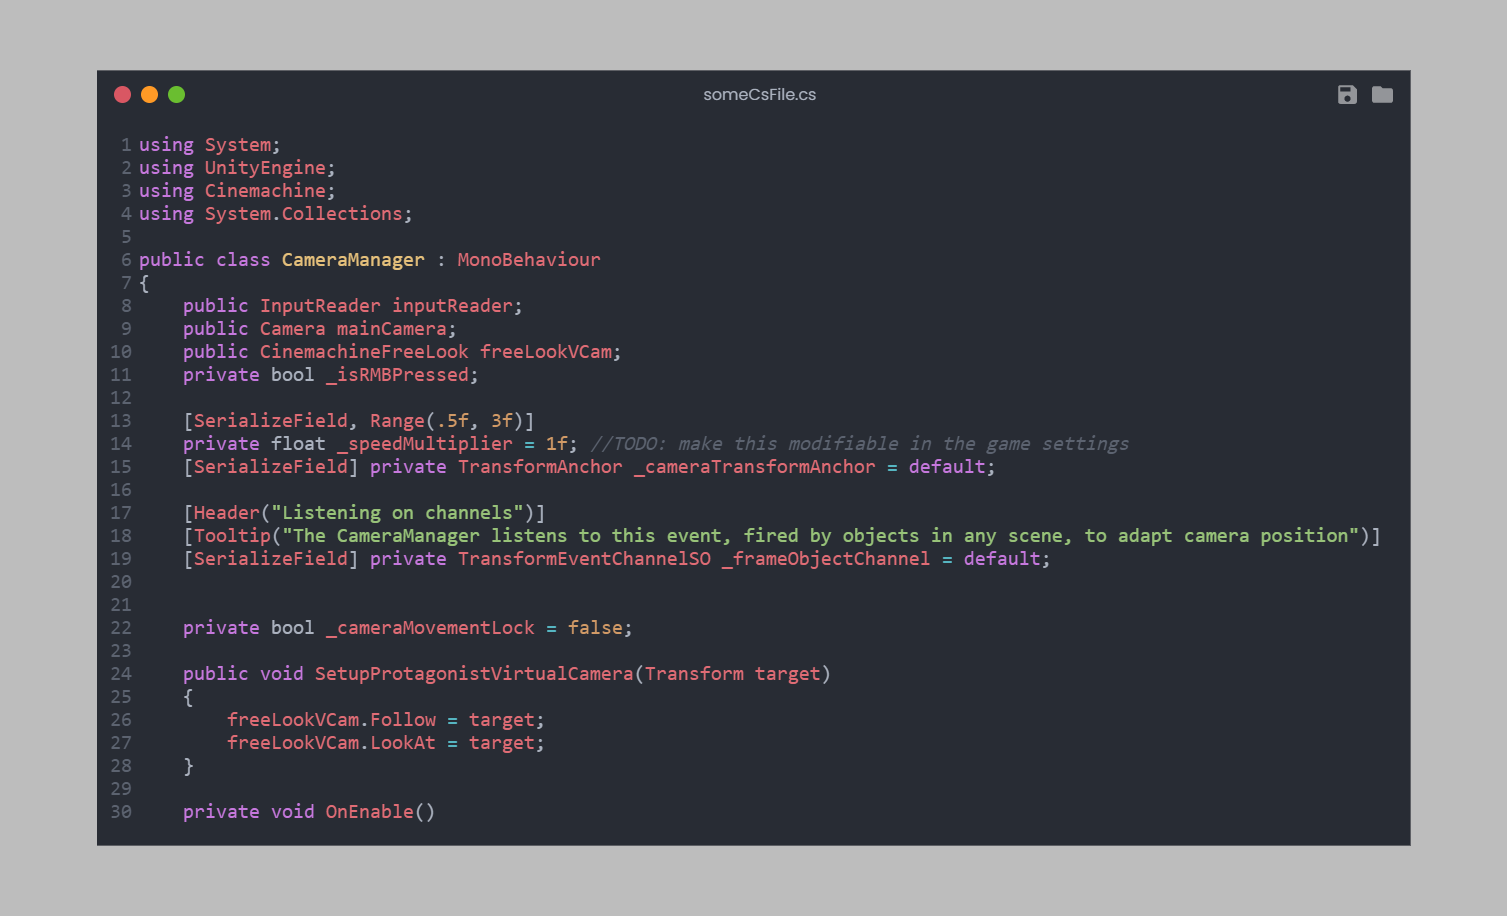 someCsFile.cs
1 using System;
2 using UnityEngine;
3 using Cinemachine;
4 using System.Collections;
5
6 public class CameraManager : MonoBehaviour
7 {
8     public InputReader inputReader;
9     public Camera mainCamera;
10     public CinemachineFreeLook freeLookVCam;
11     private bool _isRMBPressed;
12
13     [SerializeField, Range(.5f, 3f)]
14     private float _speedMultiplier = 1f; //TODO: make this modifiable in the game settings
15     [SerializeField] private TransformAnchor _cameraTransformAnchor = default;
16
17     [Header("Listening on channels")]
18     [Tooltip("The CameraManager listens to this event, fired by objects in any scene, to adapt camera position")]
19     [SerializeField] private TransformEventChannelSO _frameObjectChannel = default;
20
21
22     private bool _cameraMovementLock = false;
23
24     public void SetupProtagonistVirtualCamera(Transform target)
25     {
26         freeLookVCam.Follow = target;
27         freeLookVCam.LookAt = target;
28     }
29
30     private void OnEnable()